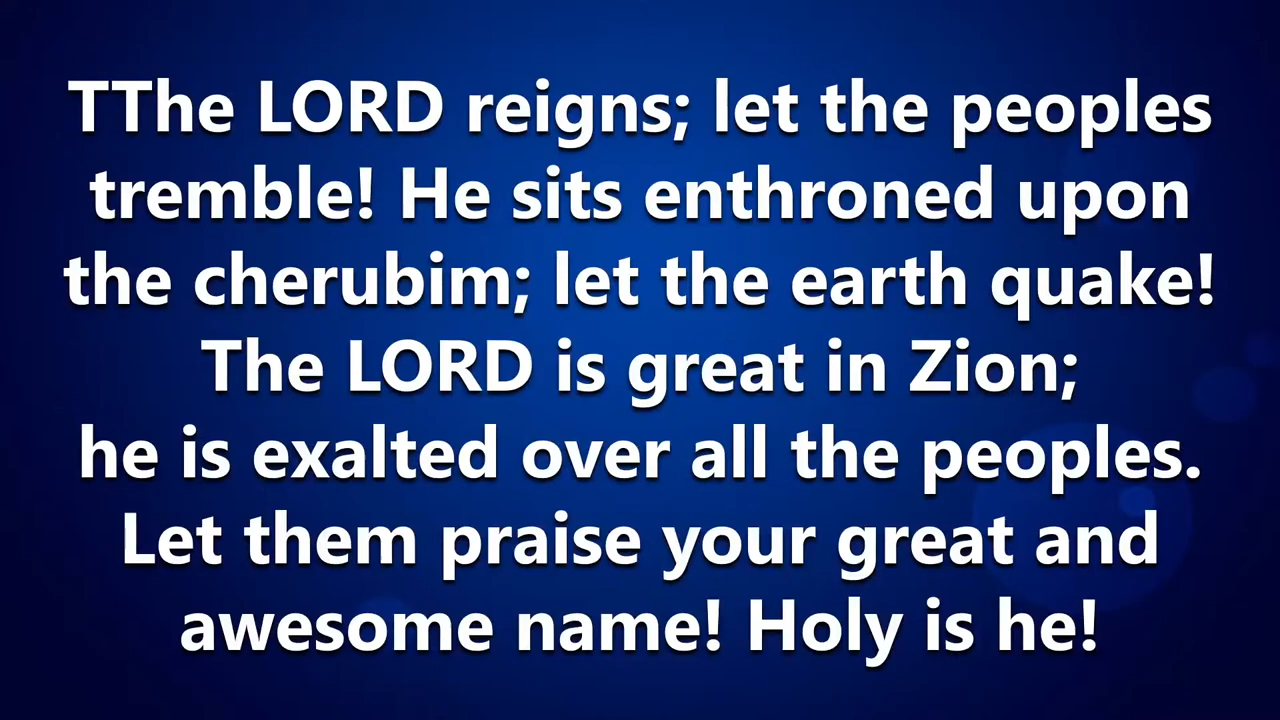 TThe LORD reigns; let the peoples
tremble! He sits enthroned upon
the cherubim; let the earth quake!
The LORD is great in Zion;
he is exalted over all the peoples.
Let them praise your great and
awesome name! Holy is he!